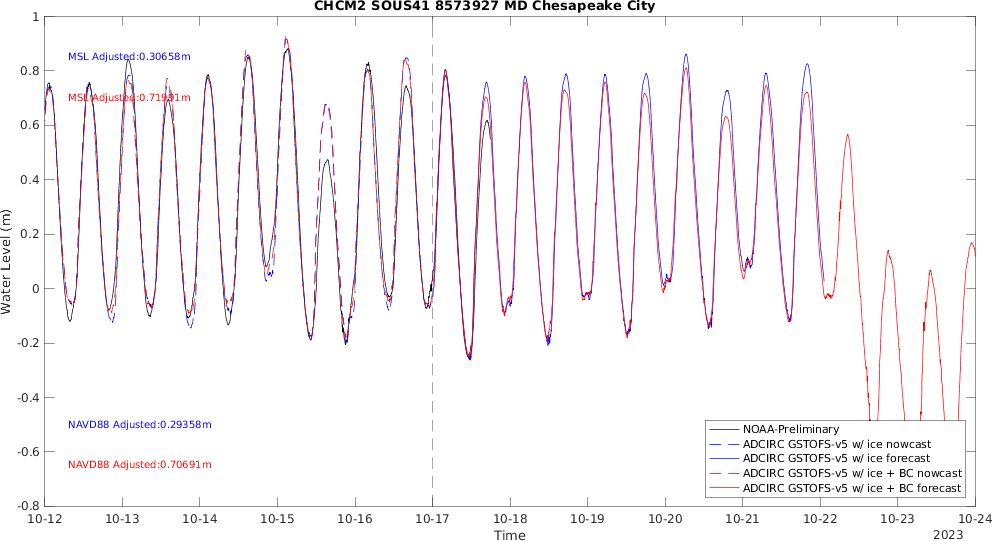 CHCM2 SOUS41 8573927 MD Chesapeake City
Water Level (m)
1
0.8
0.6
0.4
0.2
0
-0.2
-0.4
-0.6
-0.8
MSL Adjusted:0.30658m
MSL Adjusted:0.71991m
NAVD88 Adjusted:0.29358m
NAVD88 Adjusted:0.70691m
NOAA-Preliminary
ADCIRC GSTOFS-v5 w/ ice nowcast
ADCIRC GSTOFS-v5 w/ ice forecast
ADCIRC GSTOFS-v5 w/ ice + BC nowcast
ADCIRC GSTOFS-v5 w/ ice + BC forecast
10-12 10-13 10-14 10-15 10-16 10-17 10-18 10-19 10-20 10-21 10-22 10-23 10-24
Time
2023